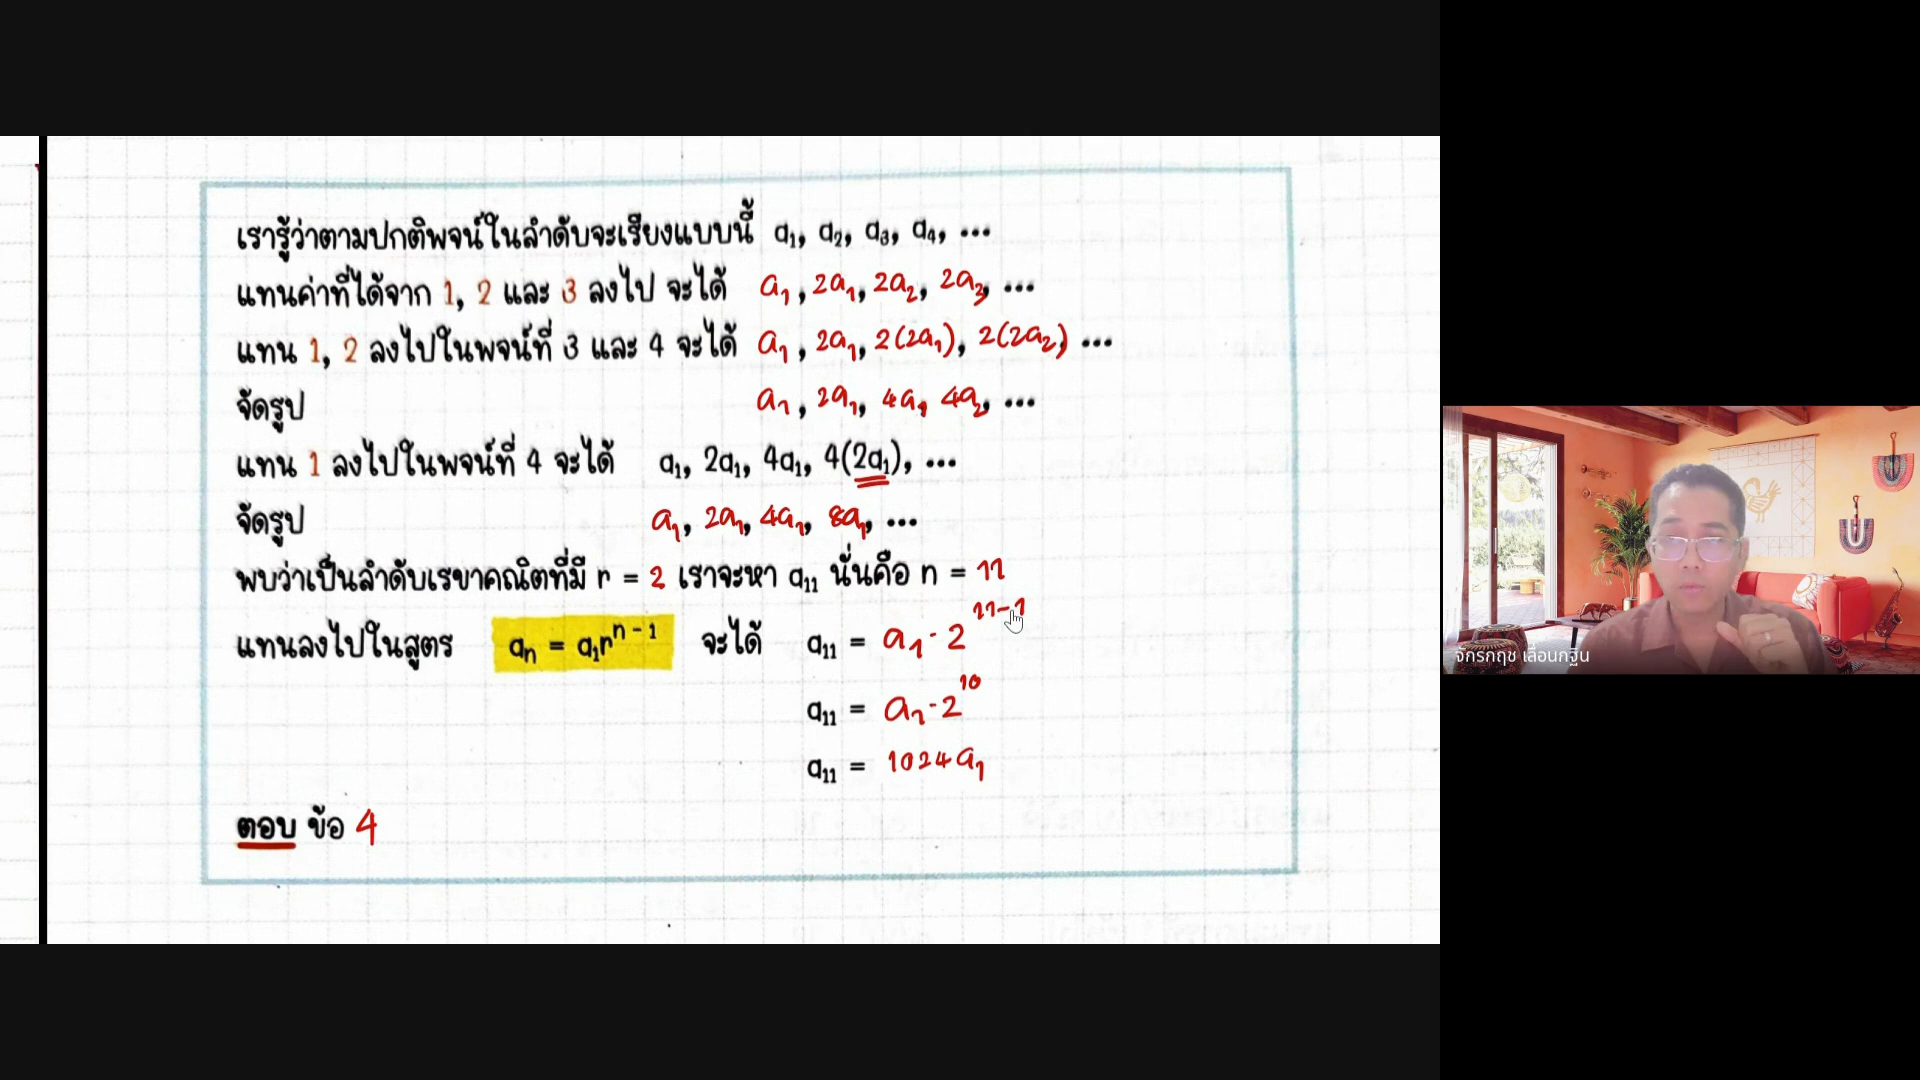 เรารู้ว่าตามปกติพจน์ในลำดับจะเรียงแบบนี้ a₁, a₂, a₃, a₄, ...
แทนค่าที่ได้จาก 1, 2 และ 3 ลงไป จะได้ a₁, 2a₁, 2a₂, 2a₃, ...
แทน 1, 2 ลงไปในพจน์ที่ 3 และ 4 จะได้ a₁, 2a₁, 2(2a₁), 2(2a₂), ...
จัดรูป a₁, 2a₁, 4a₁, 4a₂, ...
แทน 1 ลงไปในพจน์ที่ 4 จะได้ a₁, 2a₁, 4a₁, 4(2a₁), ...
จัดรูป a₁, 2a₁, 4a₁, 8a₁, ...
พบว่าเป็นลำดับเรขาคณิตที่มี r = 2 เราจะหา a₁₁ นั่นคือ n = 11
แทนลงไปในสูตร aₙ = a₁rⁿ⁻¹ จะได้ a₁₁ = a₁·2¹¹⁻¹
a₁₁ = a₁·2¹⁰
a₁₁ = 1024a₁
ตอบ ข้อ 4
จักรกฤช เลื่อนกฐิน